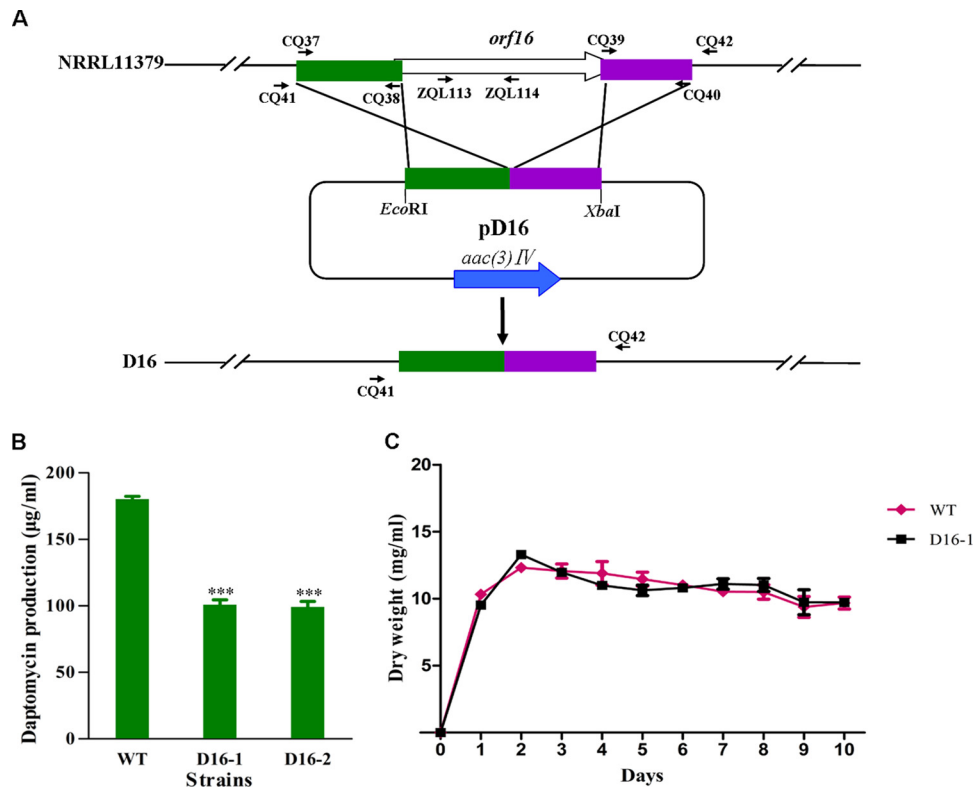 A
CQ37
orf16
CQ39
CQ42
NRRL11379
CQ41
CQ38
ZQL113
ZQL114
CQ40
EcoRI
XbaI
pD16
aac(3)IV
CQ42
D16
CQ41
B
Daptomycin production (µg/ml)
200
150
100
50
0
***
***
WT
D16-1
D16-2
Strains
C
Dry weight (mg/ml)
20
15
10
5
0
1
2
3
4
5
6
7
8
9
10
Days
WT
D16-1